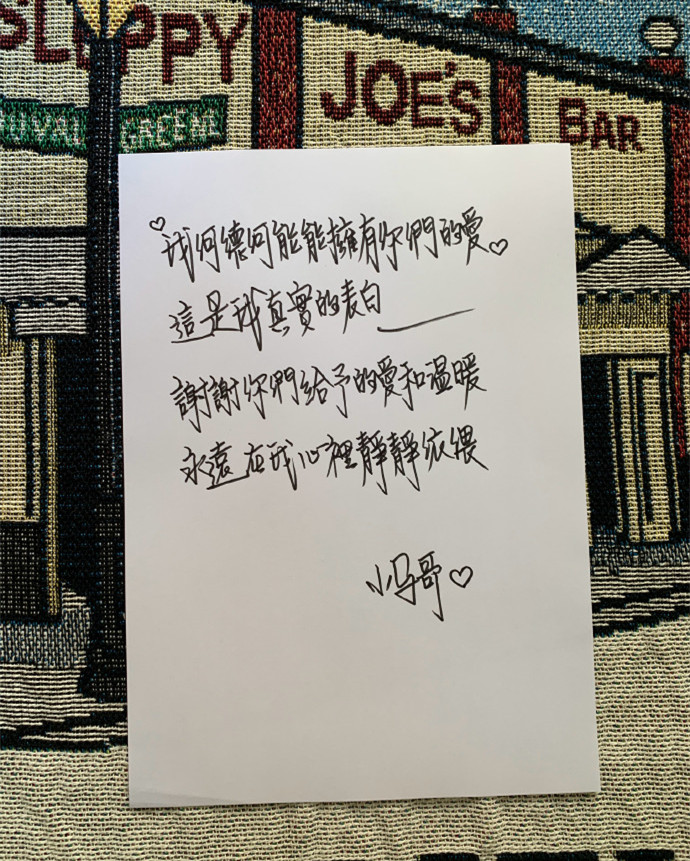 SLOPPY
JOE'S
BAR
GREENE
我何德何能能擁有你們的愛
這是我真實的表白
謝謝你們給予的愛和溫暖
永遠在我心裡靜靜依偎
小马哥